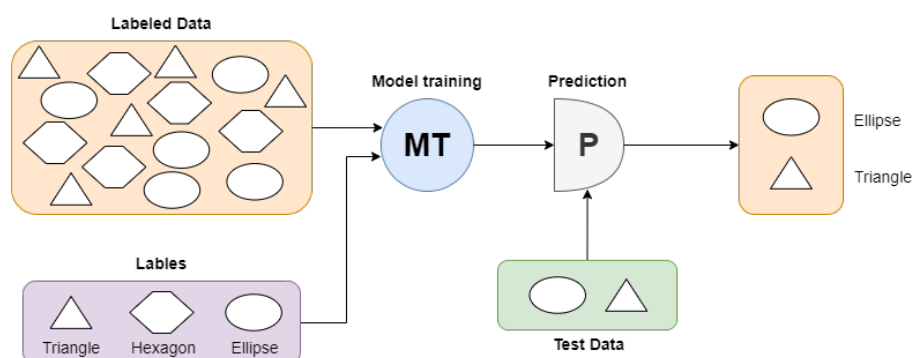 Labeled Data
Model training
Prediction
MT
P
Ellipse
Triangle
Lables
Triangle
Hexagon
Ellipse
Test Data